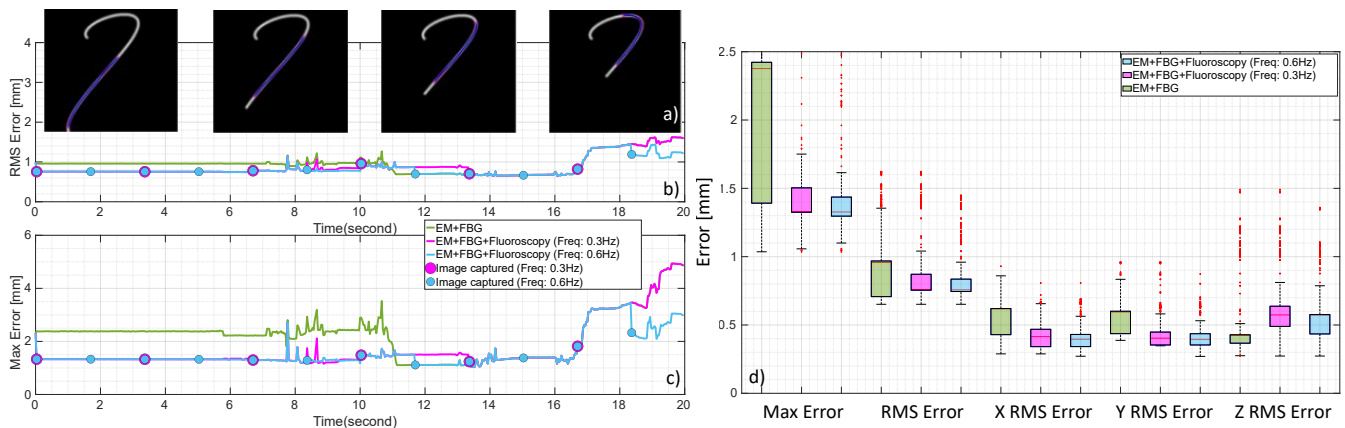 a)
4
3
2
1
0
RMS Error [mm]
b)
0 2 4 6 8 10 12 14 16 18 20
Time(second)
EM+FBG
EM+FBG+Fluoroscopy (Freq: 0.3Hz)
EM+FBG+Fluoroscopy (Freq: 0.6Hz)
Image captured (Freq: 0.3Hz)
Image captured (Freq: 0.6Hz)
6
4
2
0
Max Error [mm]
c)
0 2 4 6 8 10 12 14 16 18 20
Time(second)
2.5
2
1.5
1
0.5
0
Error [mm]
EM+FBG+Fluoroscopy (Freq: 0.6Hz)
EM+FBG+Fluoroscopy (Freq: 0.3Hz)
EM+FBG
d)
Max Error RMS Error X RMS Error Y RMS Error Z RMS Error